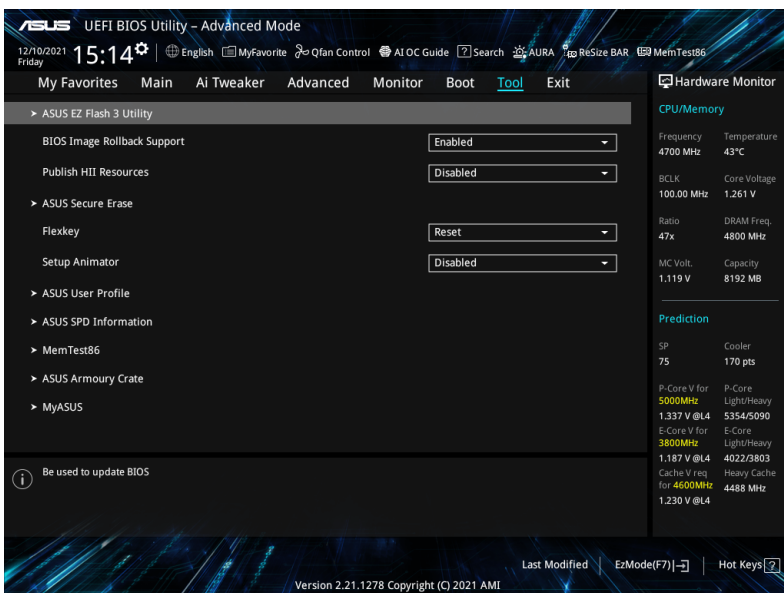 ASUS UEFI BIOS Utility – Advanced Mode
12/10/2021 Friday 15:14 English MyFavorite Qfan Control AI OC Guide ? Search AURA ReSize BAR MemTest86
My Favorites Main Ai Tweaker Advanced Monitor Boot Tool Exit
ASUS EZ Flash 3 Utility
BIOS Image Rollback Support Enabled
Publish HII Resources Disabled
ASUS Secure Erase
Flexkey Reset
Setup Animator Disabled
ASUS User Profile
ASUS SPD Information
MemTest86
ASUS Armoury Crate
MyASUS
Be used to update BIOS
Hardware Monitor
CPU/Memory
Frequency Temperature
4700 MHz 43°C
BCLK Core Voltage
100.00 MHz 1.261 V
Ratio DRAM Freq.
47x 4800 MHz
MC Volt. Capacity
1.119 V 8192 MB
Prediction
SP Cooler
75 170 pts
P-Core V for P-Core
5000MHz Light/Heavy
1.337 V @L4 5354/5090
E-Core V for E-Core
3800MHz Light/Heavy
1.187 V @L4 4022/3803
Cache V req Heavy Cache
for 4600MHz 4488 MHz
1.230 V @L4
Last Modified EzMode(F7) Hot Keys ?
Version 2.21.1278 Copyright (C) 2021 AMI